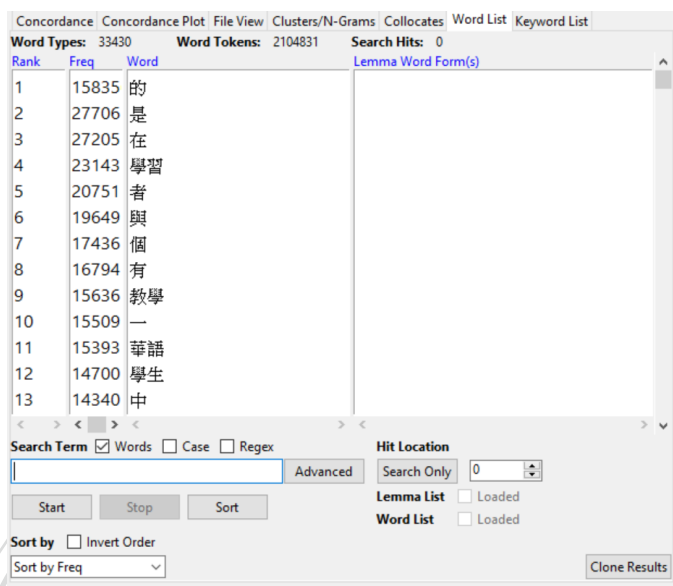 Concordance Concordance Plot File View Clusters/N-Grams Collocates Word List Keyword List
Word Types: 33430 Word Tokens: 2104831 Search Hits: 0
Rank Freq Word Lemma Word Form(s)
1 15835 的
2 27706 是
3 27205 在
4 23143 學習
5 20751 者
6 19649 與
7 17436 個
8 16794 有
9 15636 教學
10 15509 一
11 15393 華語
12 14700 學生
13 14340 中
Search Term Words Case Regex Hit Location
Advanced Search Only 0
Start Stop Sort Lemma List Loaded
Word List Loaded
Sort by Invert Order
Sort by Freq Clone Results